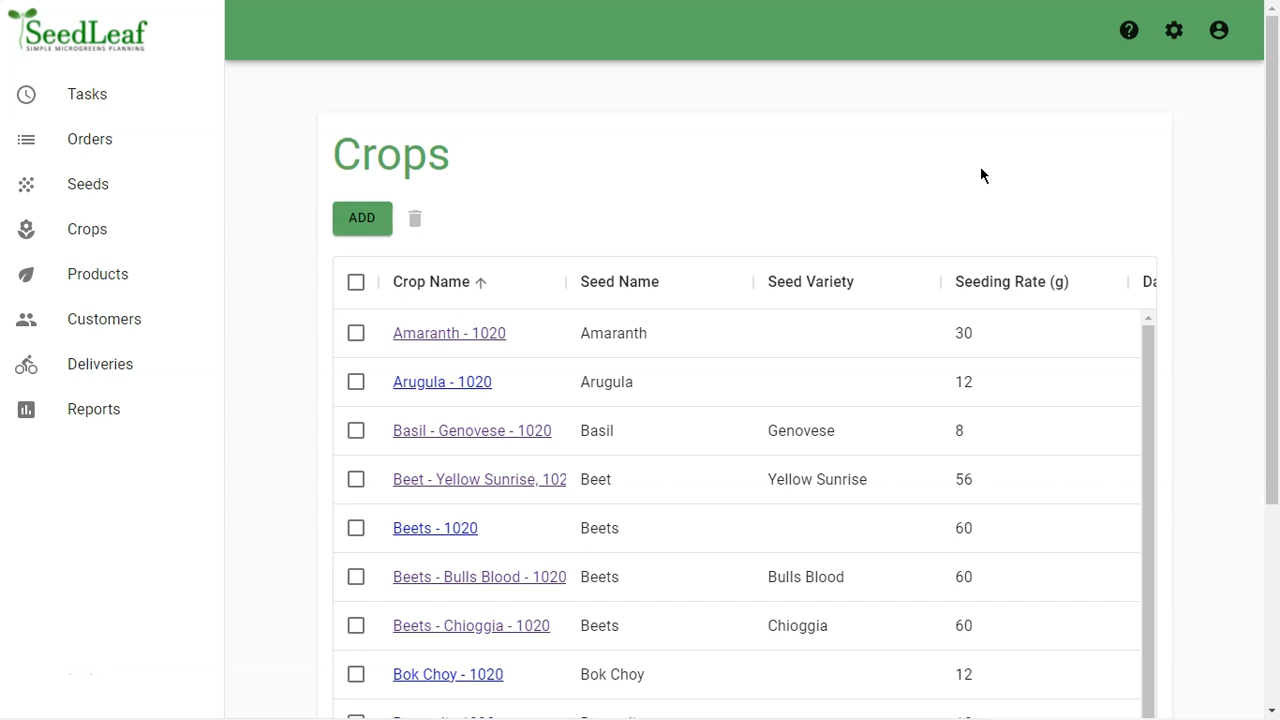 SeedLeaf
SIMPLE MICROGREENS PLANNING
Tasks
Orders
Seeds
Crops
Products
Customers
Deliveries
Reports
Crops
ADD
Crop Name Seed Name Seed Variety Seeding Rate (g) Da
Amaranth - 1020 Amaranth 30
Arugula - 1020 Arugula 12
Basil - Genovese - 1020 Basil Genovese 8
Beet - Yellow Sunrise, 102 Beet Yellow Sunrise 56
Beets - 1020 Beets 60
Beets - Bulls Blood - 1020 Beets Bulls Blood 60
Beets - Chioggia - 1020 Beets Chioggia 60
Bok Choy - 1020 Bok Choy 12